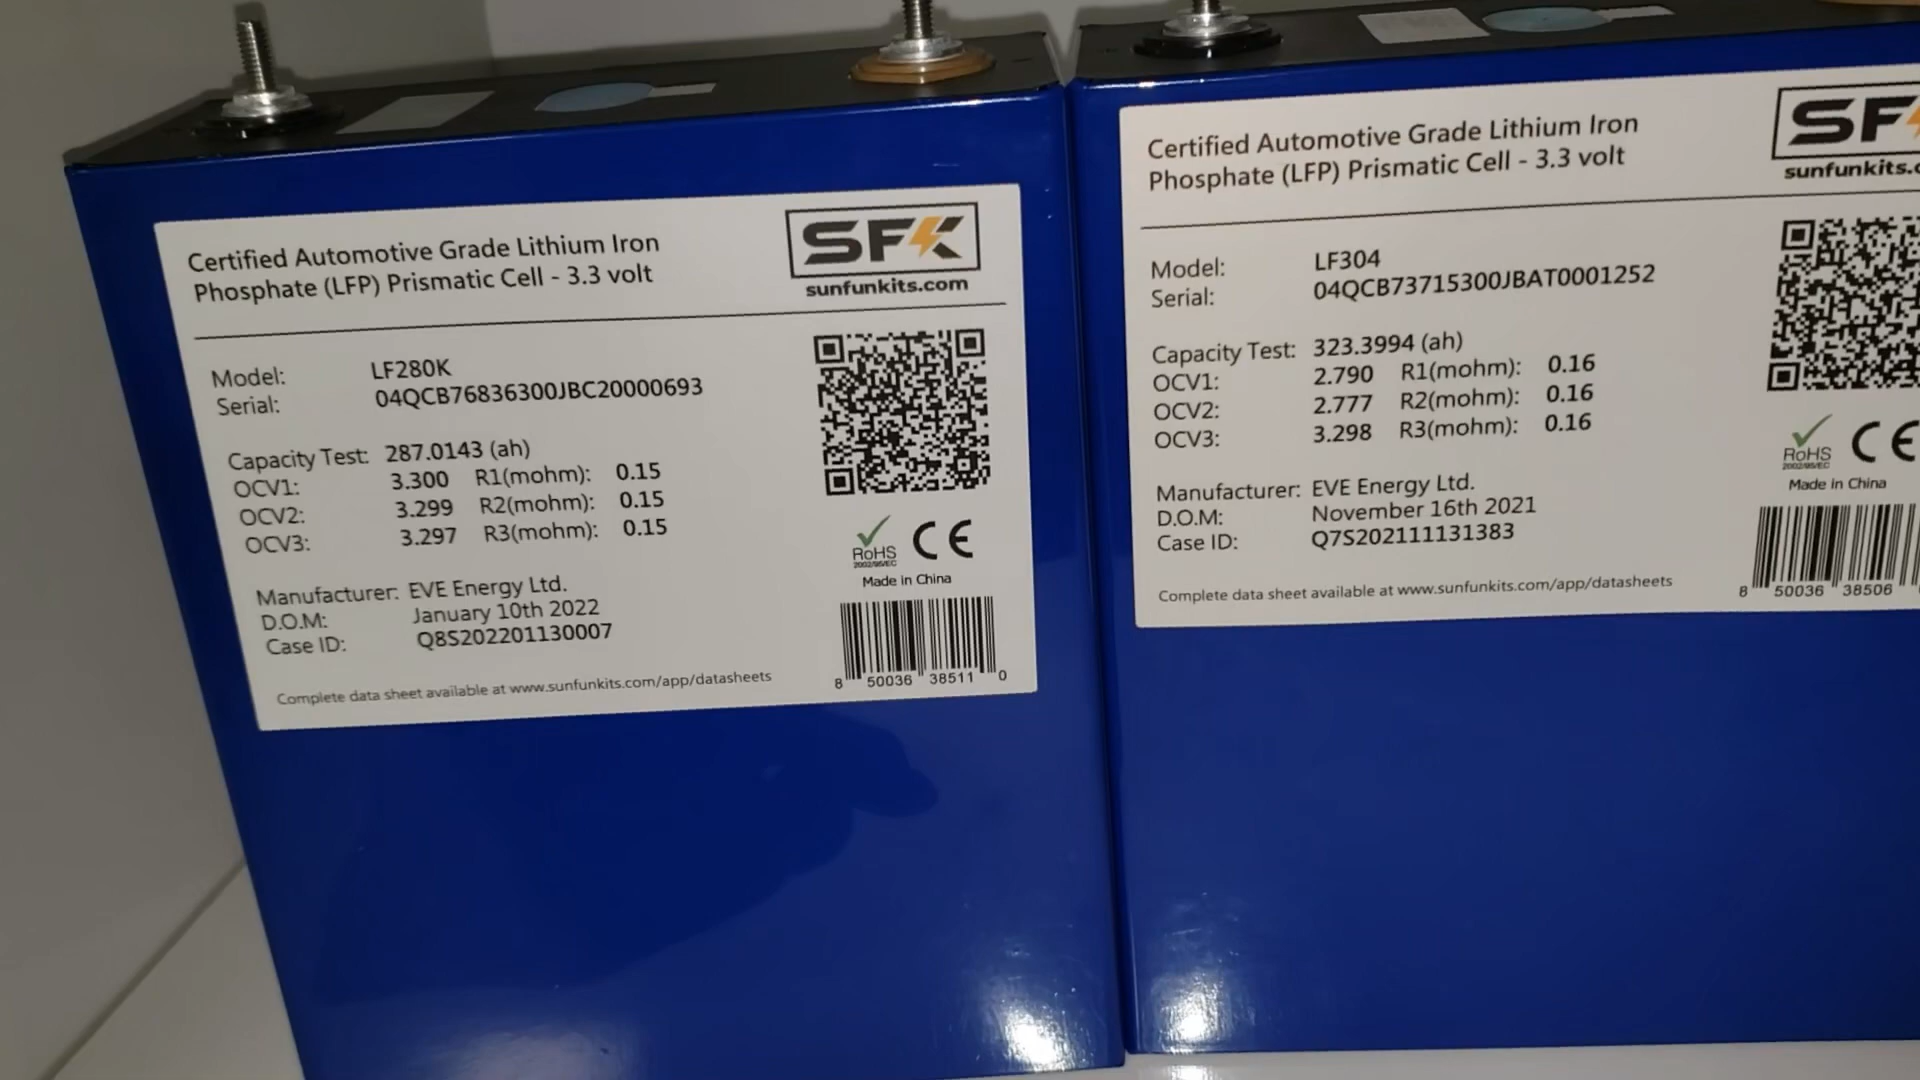 Certified Automotive Grade Lithium Iron
Phosphate (LFP) Prismatic Cell - 3.3 volt
SFK
sunfunkits.com
Model: LF280K
Serial: 04QCB76836300JBC20000693
Capacity Test: 287.0143 (ah)
OCV1: 3.300 R1(mohm): 0.15
OCV2: 3.299 R2(mohm): 0.15
OCV3: 3.297 R3(mohm): 0.15
RoHS
2002/95/EC
CE
Made in China
Manufacturer: EVE Energy Ltd.
D.O.M: January 10th 2022
Case ID: Q8S202201130007
Complete data sheet available at www.sunfunkits.com/app/datasheets
8 50036 38511 0
Certified Automotive Grade Lithium Iron
Phosphate (LFP) Prismatic Cell - 3.3 volt
SF
sunfunkits.c
Model: LF304
Serial: 04QCB73715300JBAT0001252
Capacity Test: 323.3994 (ah)
OCV1: 2.790 R1(mohm): 0.16
OCV2: 2.777 R2(mohm): 0.16
OCV3: 3.298 R3(mohm): 0.16
RoHS
2002/95/EC
CE
Made in China
Manufacturer: EVE Energy Ltd.
D.O.M: November 16th 2021
Case ID: Q7S202111131383
Complete data sheet available at www.sunfunkits.com/app/datasheets
8 50036 38506